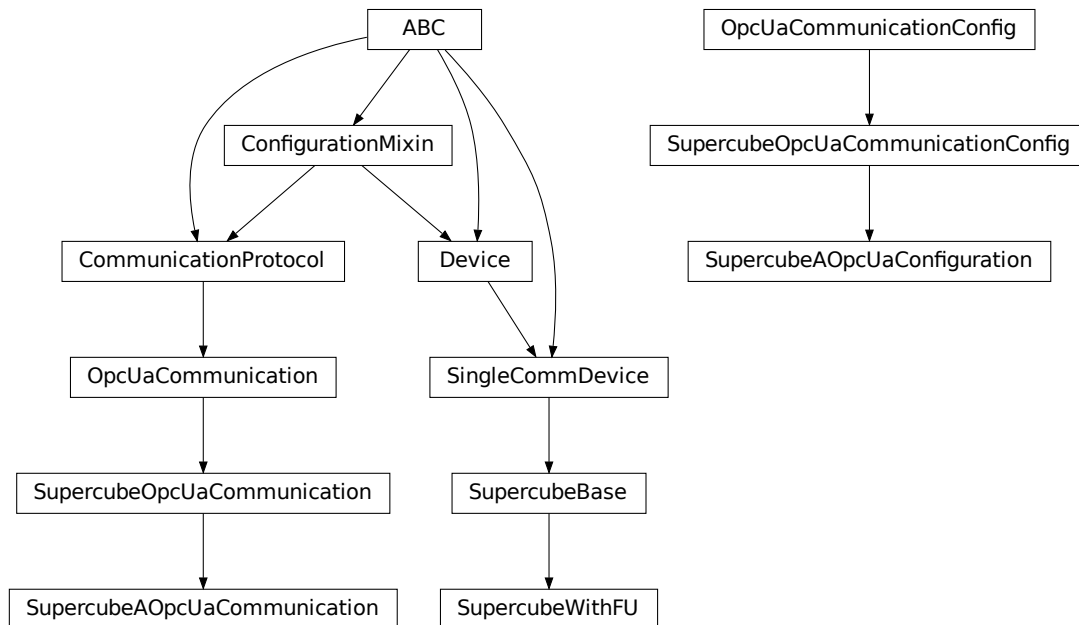 ABC
OpcUaCommunicationConfig
ConfigurationMixin
SupercubeOpcUaCommunicationConfig
CommunicationProtocol
Device
SupercubeAOpcUaConfiguration
OpcUaCommunication
SingleCommDevice
SupercubeOpcUaCommunication
SupercubeBase
SupercubeAOpcUaCommunication
SupercubeWithFU